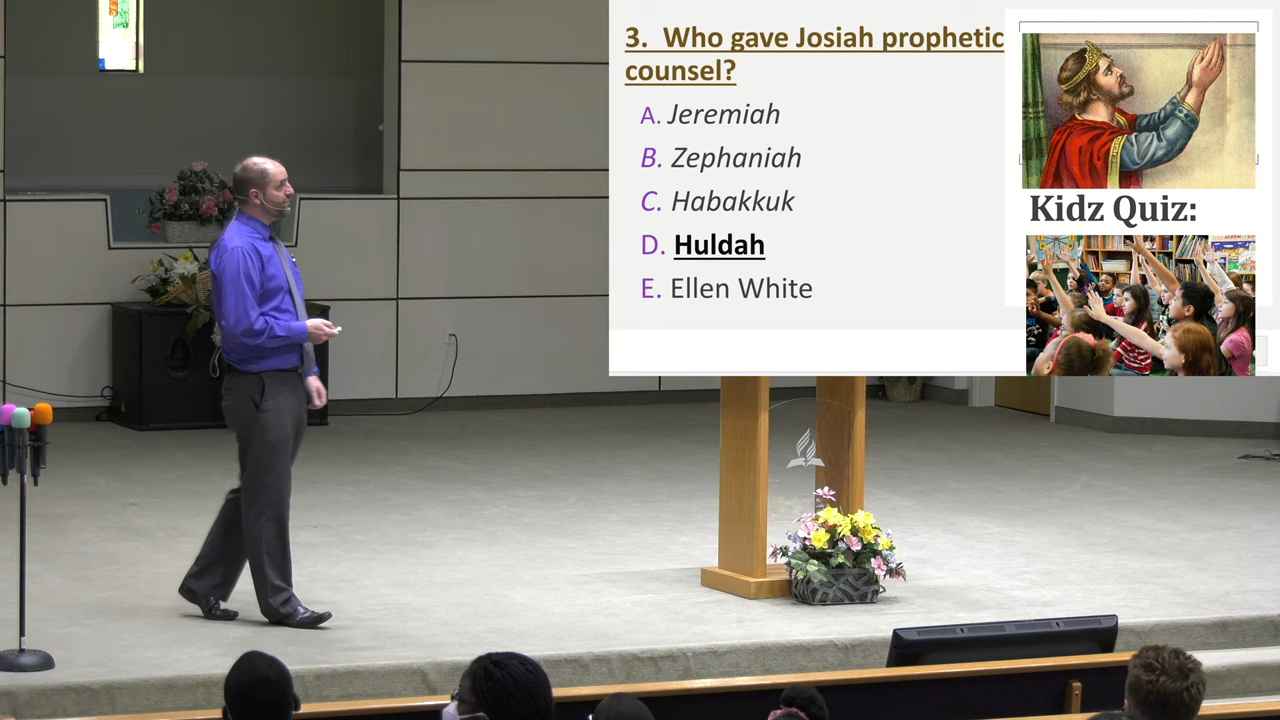 3. Who gave Josiah prophetic
counsel?
A. Jeremiah
B. Zephaniah
C. Habakkuk
D. Huldah
E. Ellen White
Kidz Quiz: